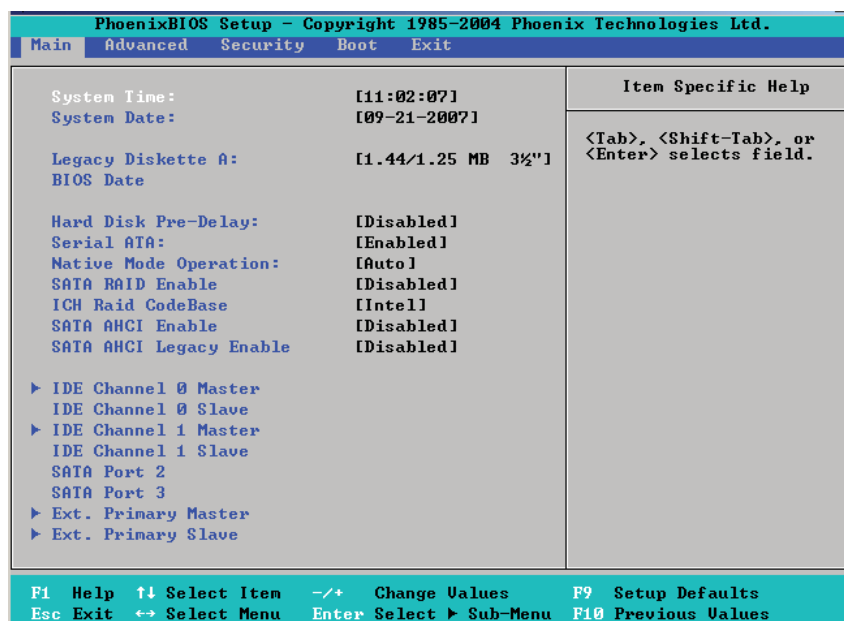 PhoenixBIOS Setup - Copyright 1985-2004 Phoenix Technologies Ltd.
Main Advanced Security Boot Exit
System Time: [11:02:07]
System Date: [09-21-2007]
Legacy Diskette A: [1.44/1.25 MB 3½"]
BIOS Date
Hard Disk Pre-Delay: [Disabled]
Serial ATA: [Enabled]
Native Mode Operation: [Auto]
SATA RAID Enable [Disabled]
ICH Raid CodeBase [Intel]
SATA AHCI Enable [Disabled]
SATA AHCI Legacy Enable [Disabled]
▶ IDE Channel 0 Master
IDE Channel 0 Slave
▶ IDE Channel 1 Master
IDE Channel 1 Slave
SATA Port 2
SATA Port 3
▶ Ext. Primary Master
▶ Ext. Primary Slave
Item Specific Help
<Tab>, <Shift-Tab>, or
<Enter> selects field.
F1 Help ↑↓ Select Item -/+ Change Values F9 Setup Defaults
Esc Exit ↔ Select Menu Enter Select ▶ Sub-Menu F10 Previous Values